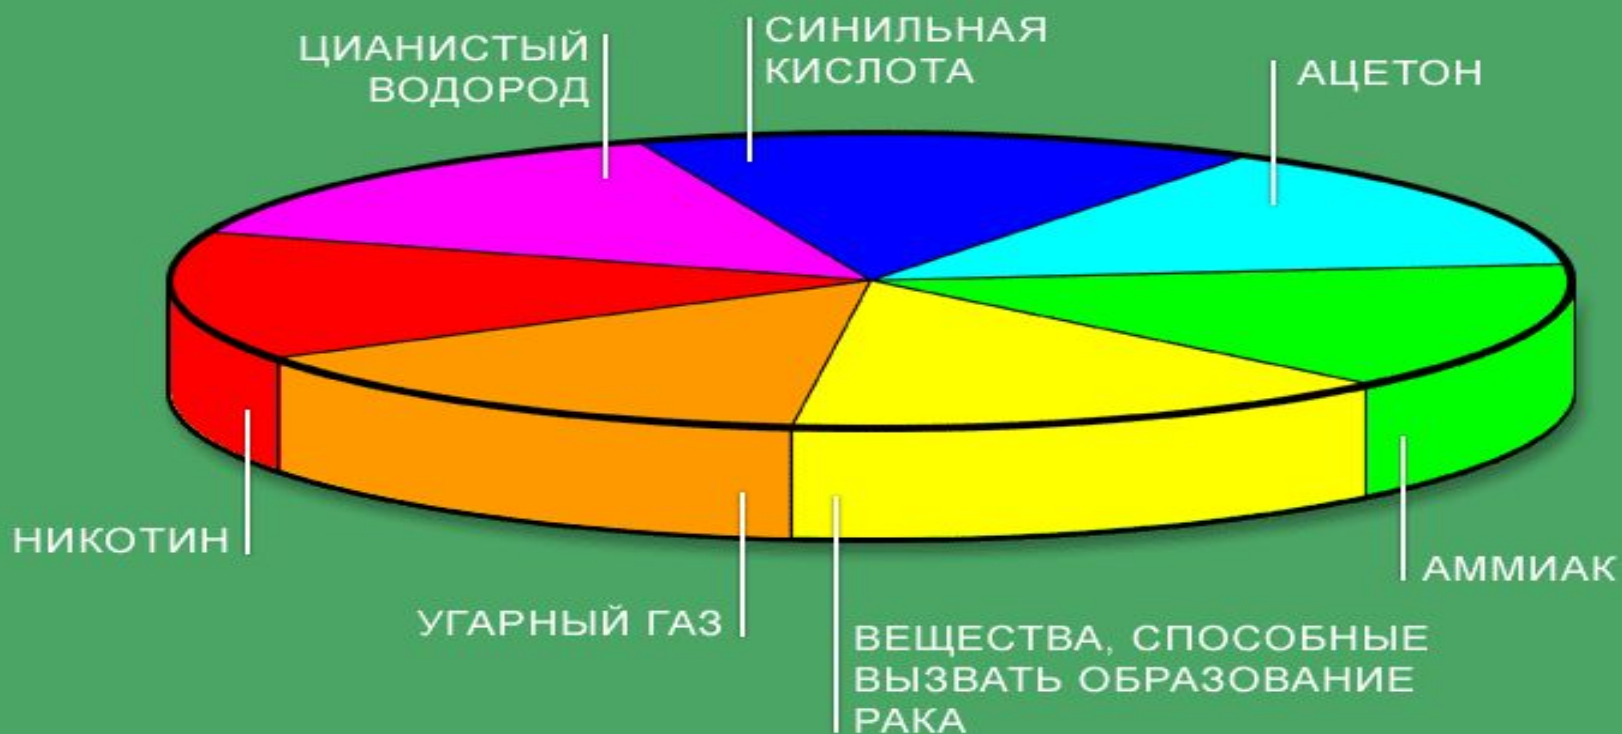 ЦИАНИСТЫЙ
ВОДОРОД
СИНИЛЬНАЯ
КИСЛОТА
АЦЕТОН
НИКОТИН
УГАРНЫЙ ГАЗ
ВЕЩЕСТВА, СПОСОБНЫЕ
ВЫЗВАТЬ ОБРАЗОВАНИЕ
РАКА
АММИАК